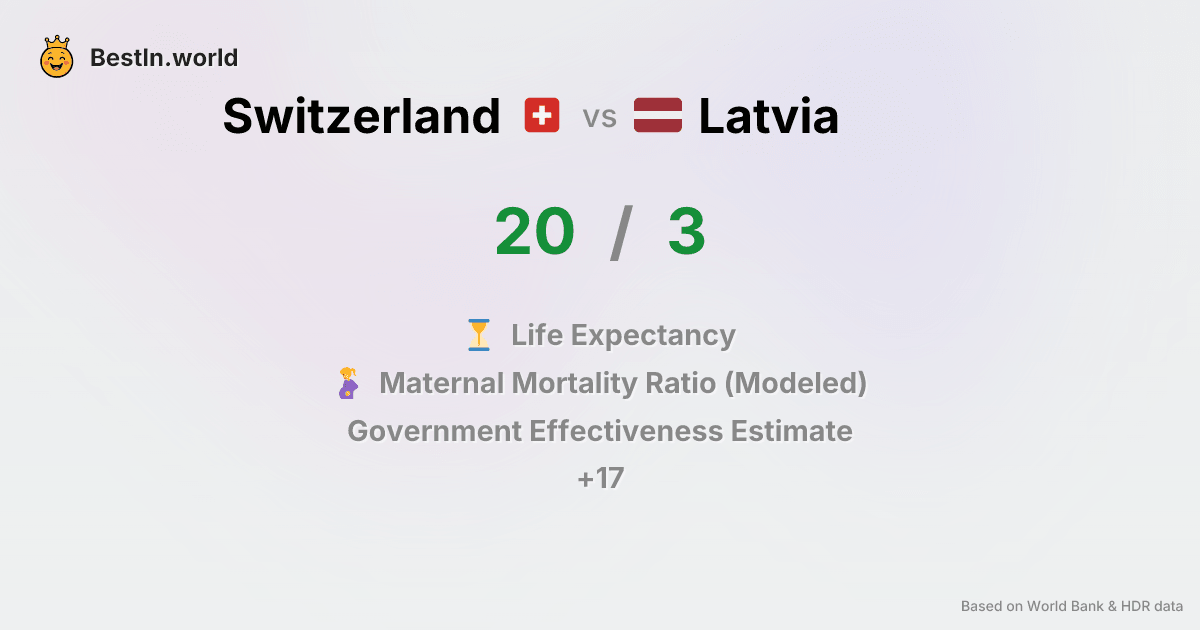 BestIn.world
Switzerland vs Latvia
20 / 3
Life Expectancy
Maternal Mortality Ratio (Modeled)
Government Effectiveness Estimate
+17
Based on World Bank & HDR data